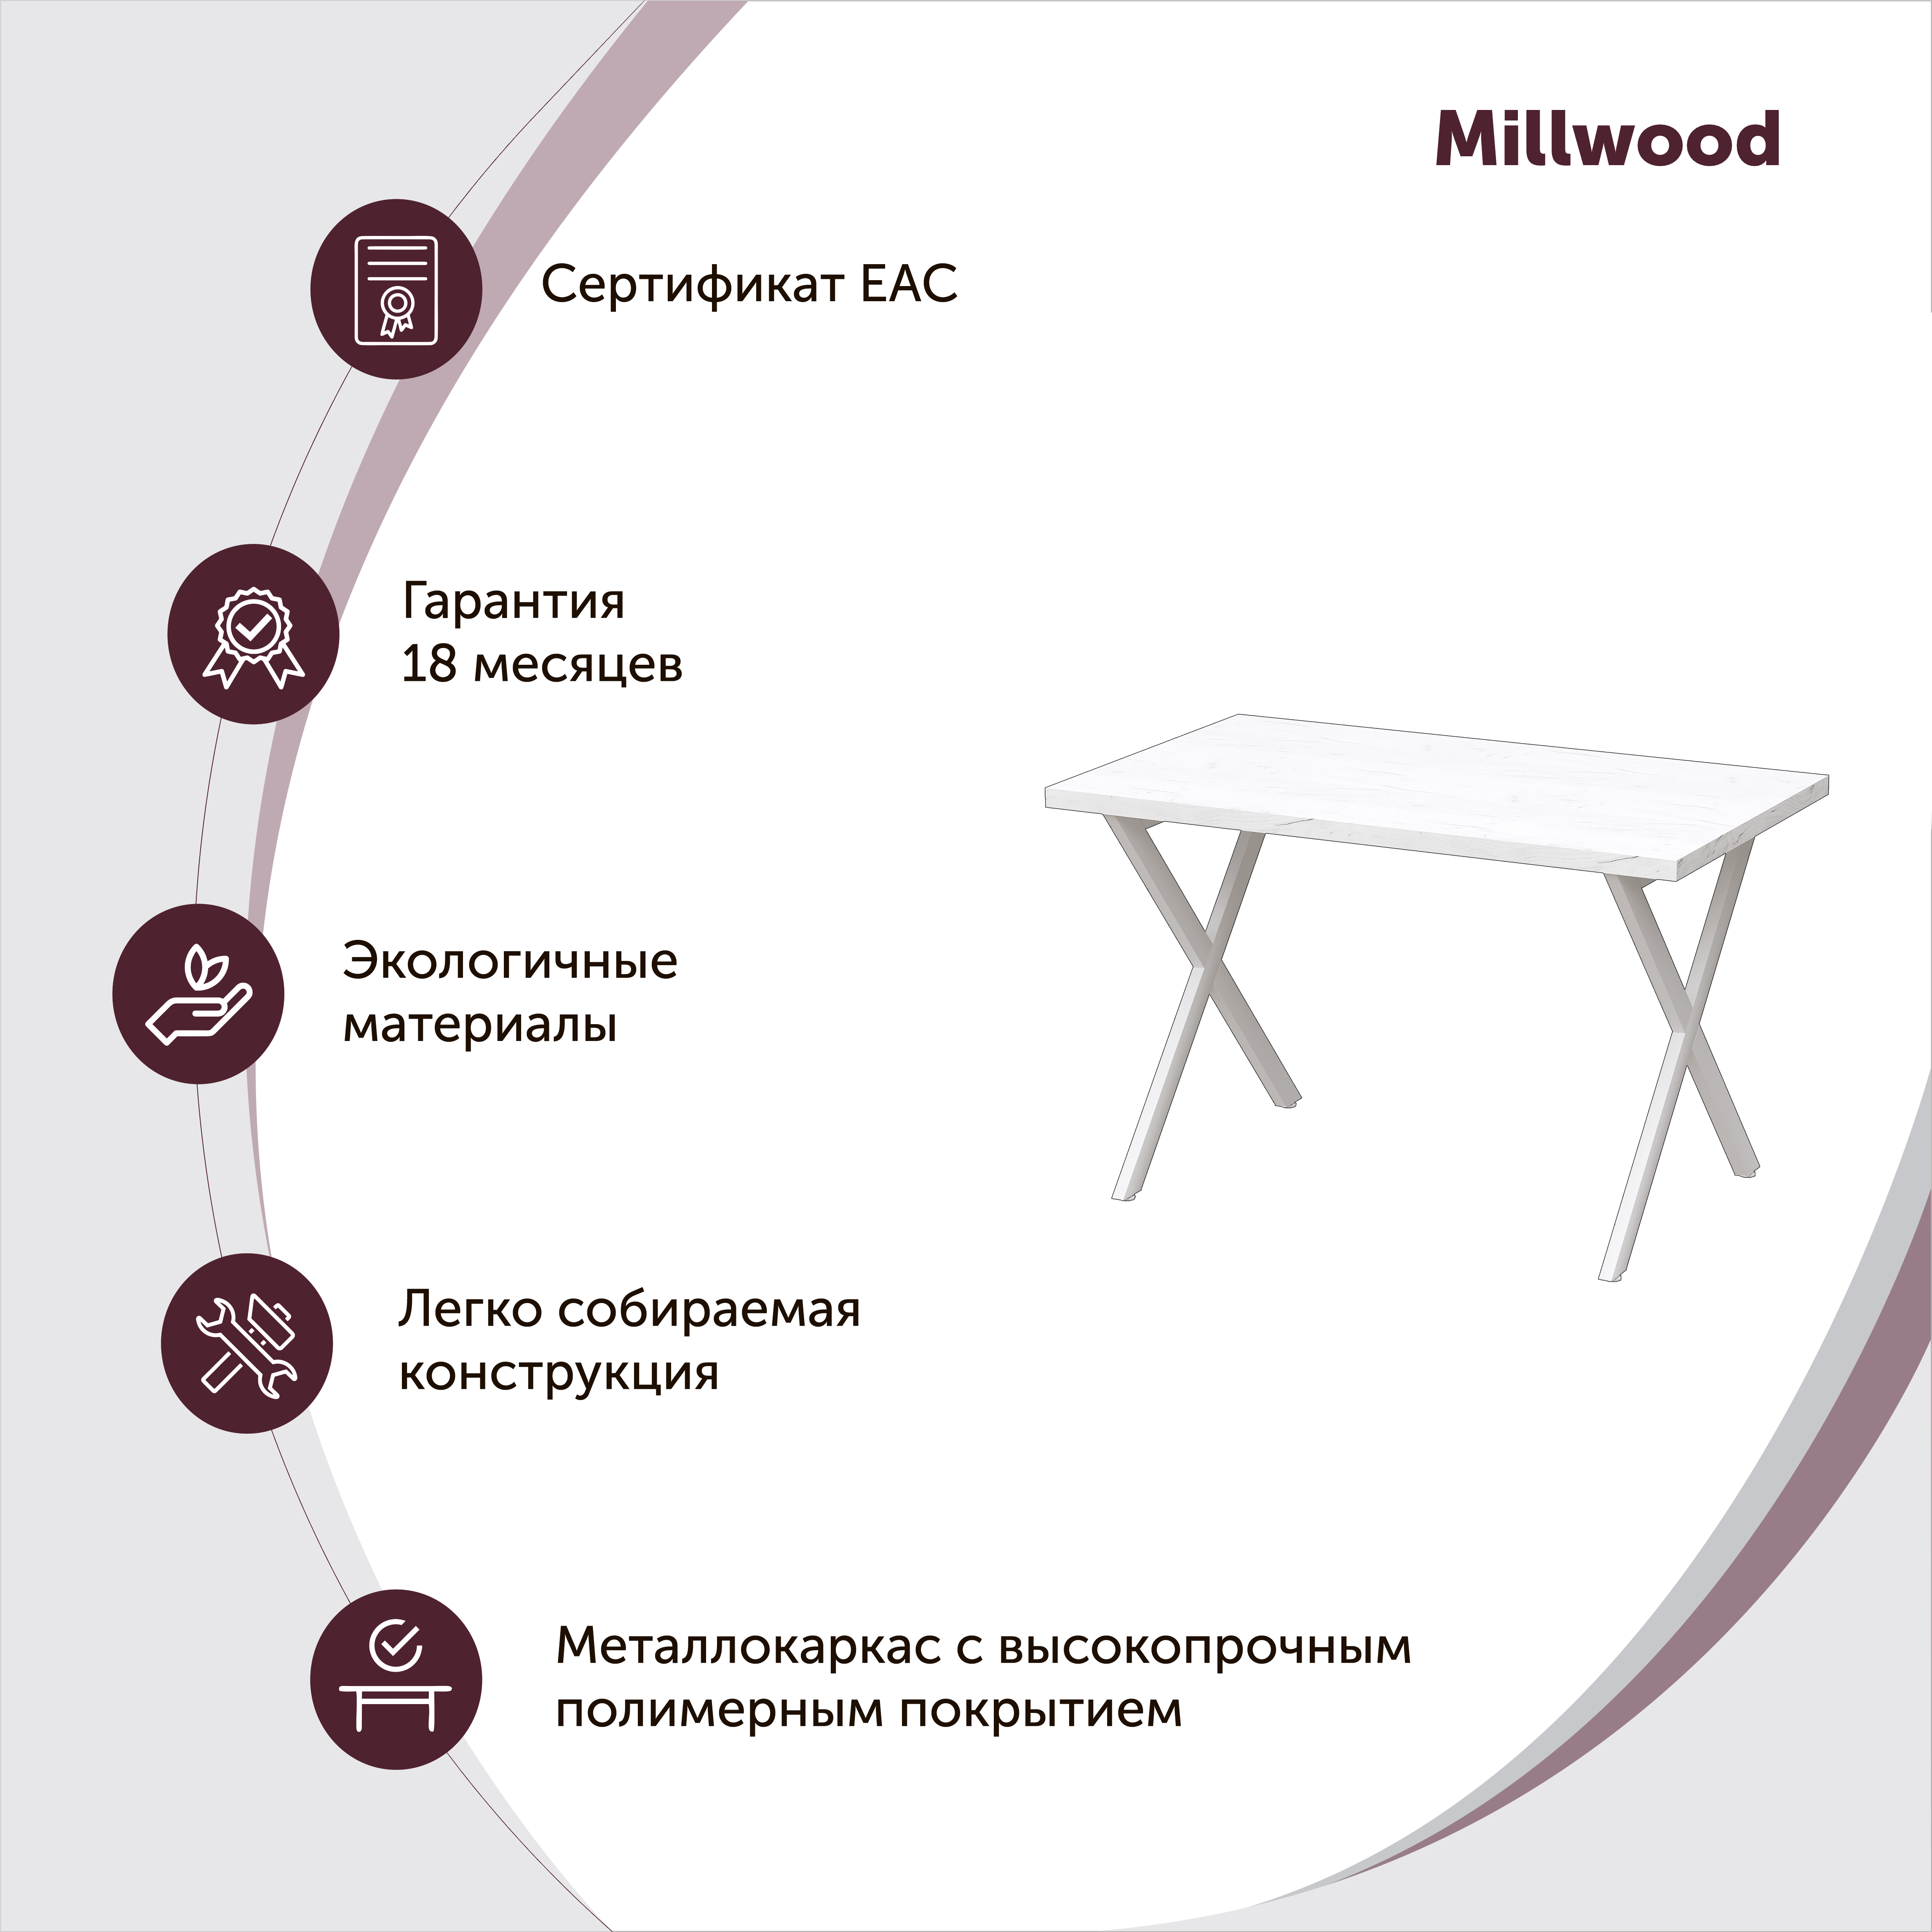 Millwood
Сертификат ЕАС
Гарантия
18 месяцев
Экологичные
материалы
Легко собираемая
конструкция
Металлокаркас с высокопрочным
полимерным покрытием